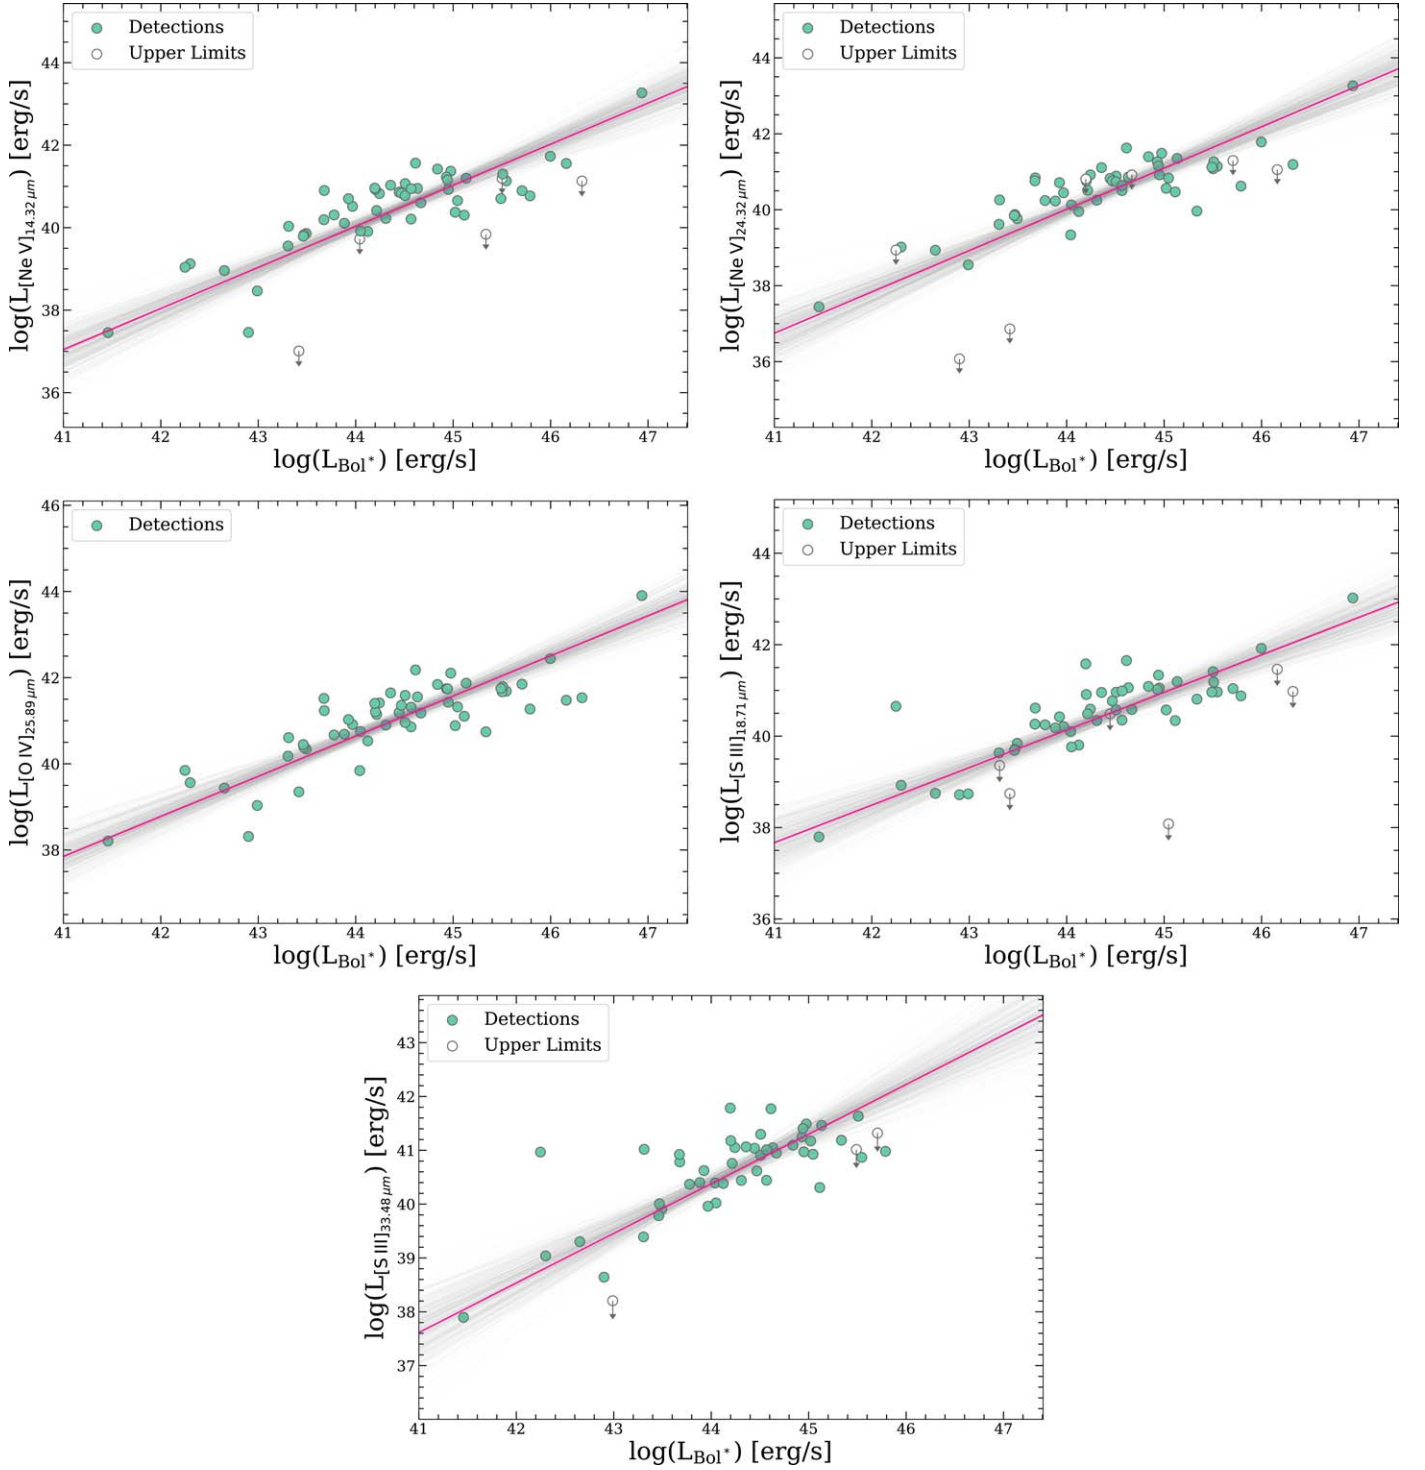 Detections
Upper Limits
log(L[Ne V]14.32 μm) [erg/s]
44
42
40
38
36
41 42 43 44 45 46 47
log(LBol*) [erg/s]
Detections
Upper Limits
log(L[Ne V]24.32 μm) [erg/s]
44
42
40
38
36
41 42 43 44 45 46 47
log(LBol*) [erg/s]
Detections
log(L[O IV]25.89 μm) [erg/s]
46
44
42
40
38
41 42 43 44 45 46 47
log(LBol*) [erg/s]
Detections
Upper Limits
log(L[S III]18.71 μm) [erg/s]
44
42
40
38
36
41 42 43 44 45 46 47
log(LBol*) [erg/s]
Detections
Upper Limits
log(L[S III]33.48 μm) [erg/s]
43
42
41
40
39
38
37
41 42 43 44 45 46 47
log(LBol*) [erg/s]